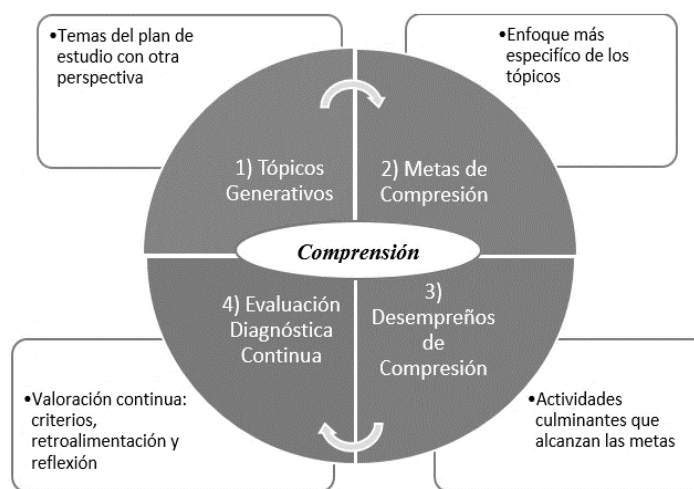 •Temas del plan de
estudio con otra
perspectiva
•Enfoque más
especifíco de los
tópicos
1) Tópicos
Generativos
2) Metas de
Compresión
Comprensión
4) Evaluación
Diagnóstica
Continua
3)
Desempreños
de
Compresión
•Valoración continua:
criterios,
retroalimentación y
reflexión
•Actividades
culminantes que
alcanzan las metas